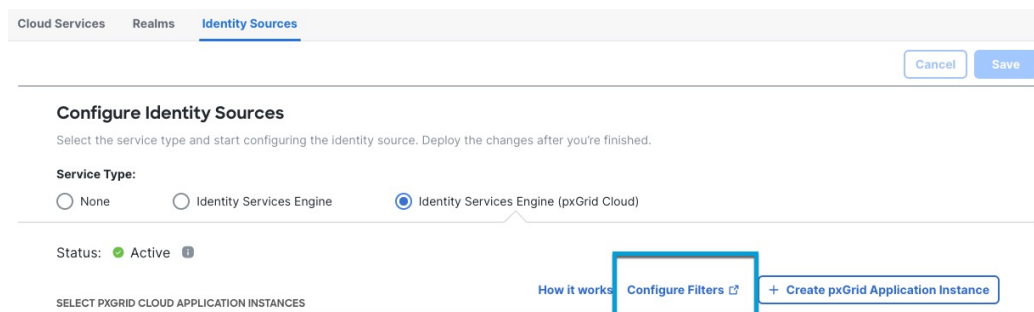 Cloud Services Realms Identity Sources
Cancel Save
Configure Identity Sources
Select the service type and start configuring the identity source. Deploy the changes after you're finished.
Service Type:
None Identity Services Engine Identity Services Engine (pxGrid Cloud)
Status: Active
How it works Configure Filters + Create pxGrid Application Instance
SELECT PXGRID CLOUD APPLICATION INSTANCES